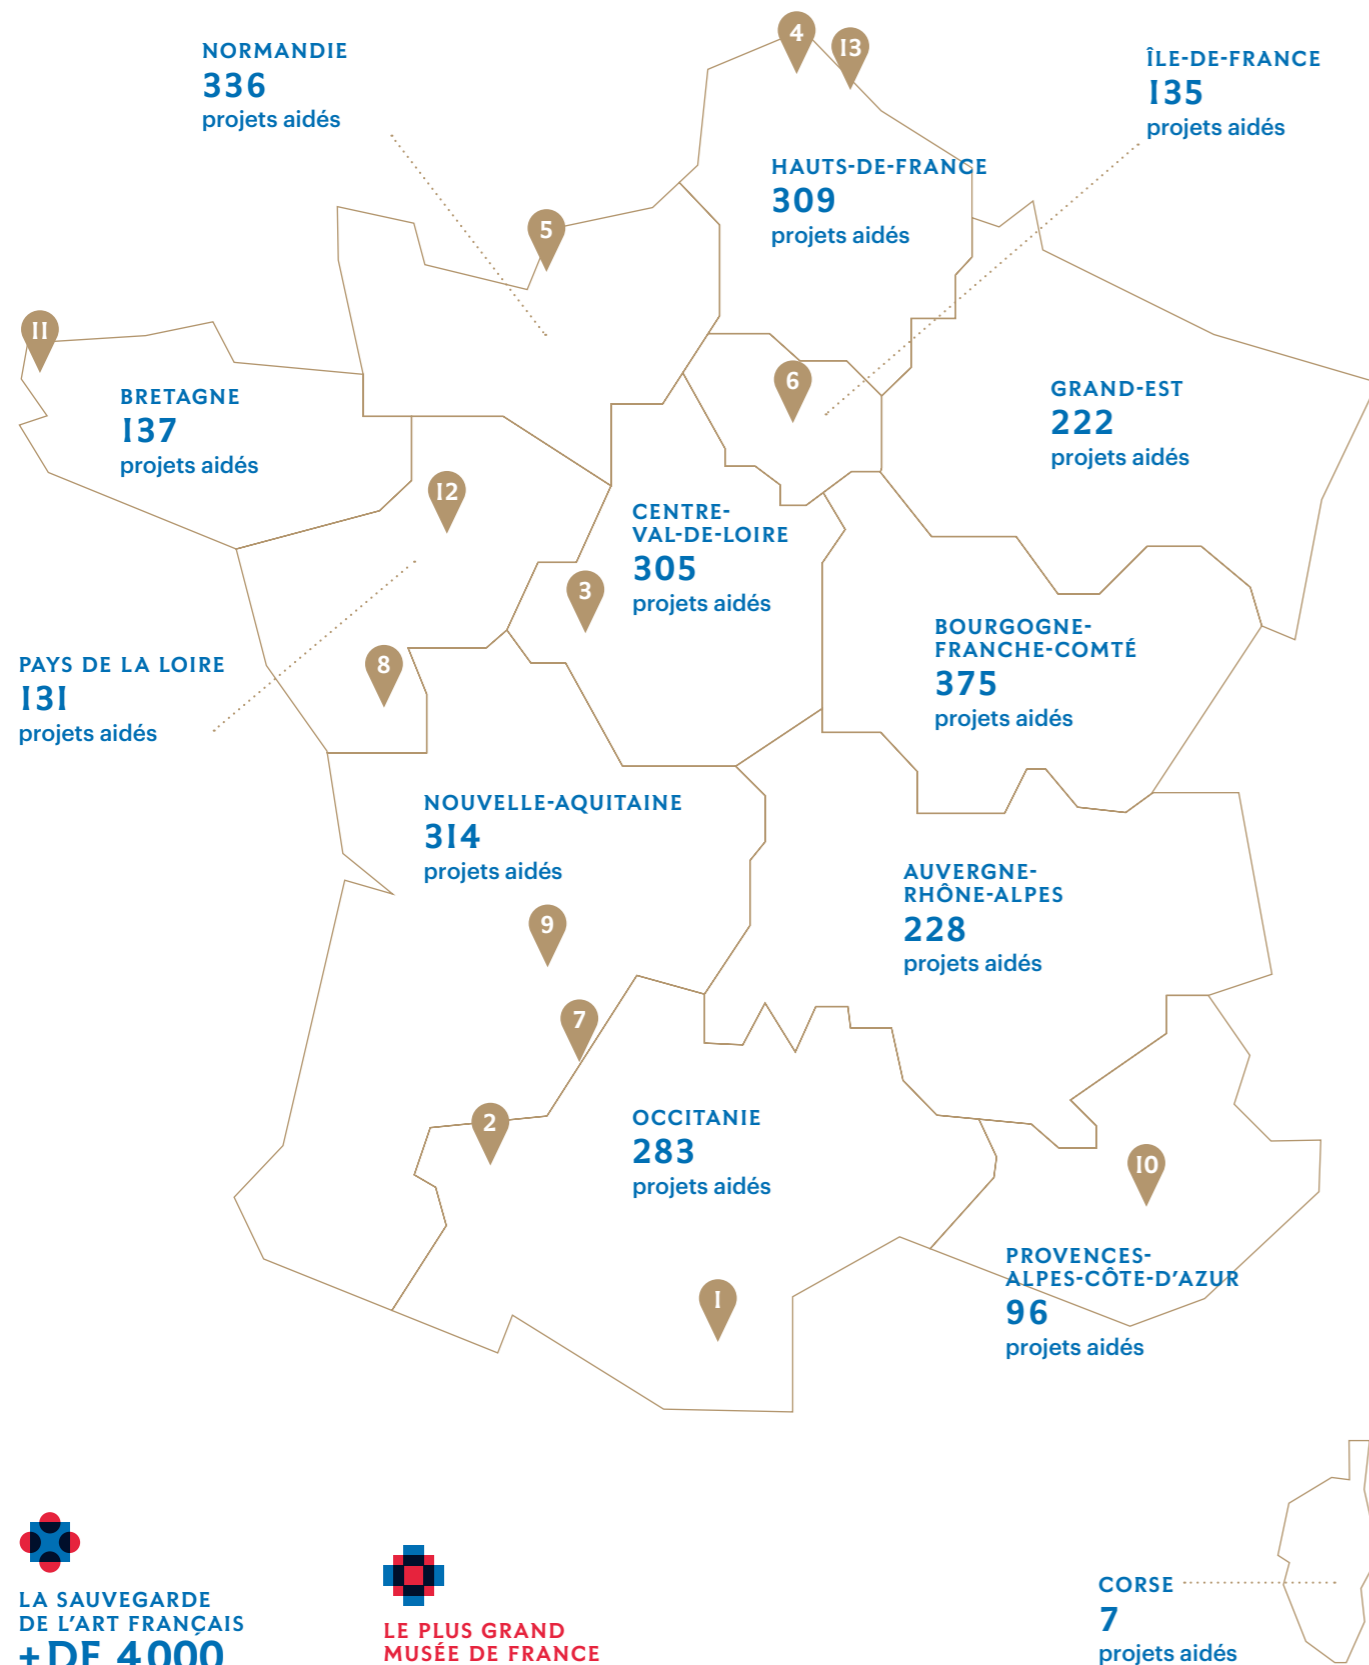 4
13
NORMANDIE
336
projets aidés
ÎLE-DE-FRANCE
135
projets aidés
HAUTS-DE-FRANCE
309
projets aidés
5
11
BRETAGNE
137
projets aidés
6
GRAND-EST
222
projets aidés
12
CENTRE-
VAL-DE-LOIRE
305
projets aidés
3
BOURGOGNE-
FRANCHE-COMTÉ
375
projets aidés
PAYS DE LA LOIRE
131
projets aidés
8
NOUVELLE-AQUITAINE
314
projets aidés
AUVERGNE-
RHÔNE-ALPES
228
projets aidés
9
7
2
OCCITANIE
283
projets aidés
10
PROVENCES-
ALPES-CÔTE-D'AZUR
96
projets aidés
1
CORSE
7
projets aidés
LA SAUVEGARDE
DE L'ART FRANÇAIS
+ DE 4000
LE PLUS GRAND
MUSÉE DE FRANCE